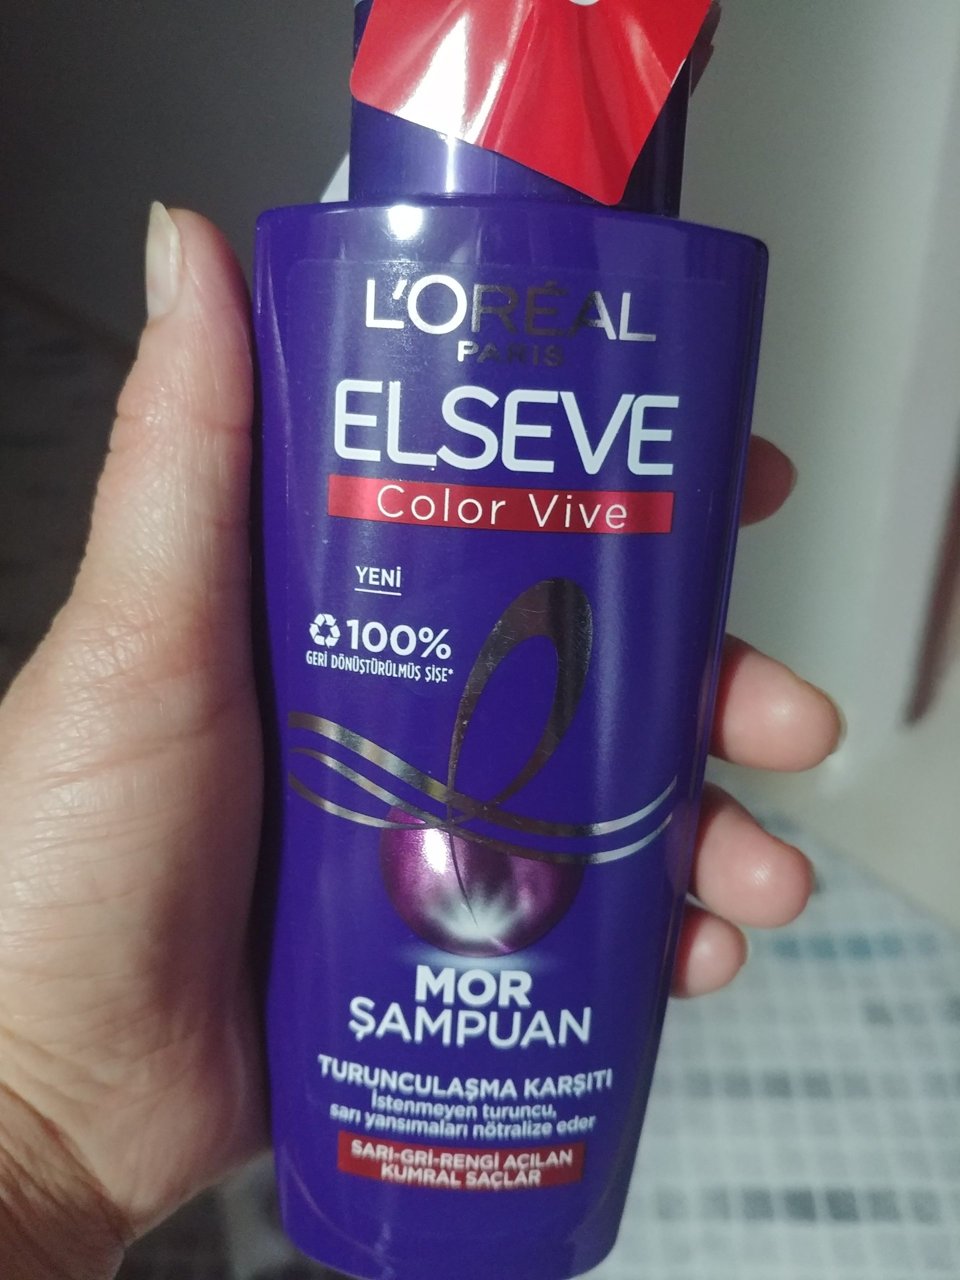 L'ORÉAL
PARIS
ELSEVE
Color Vive
YENİ
100%
GERİ DÖNÜŞTÜRÜLMÜŞ ŞİŞE*
MOR
ŞAMPUAN
TURUNCULAŞMA KARŞITI
İstenmeyen turuncu,
sarı yansımaları nötralize eder
SARI-GRİ-RENGİ AÇILAN
KUMRAL SAÇLAR